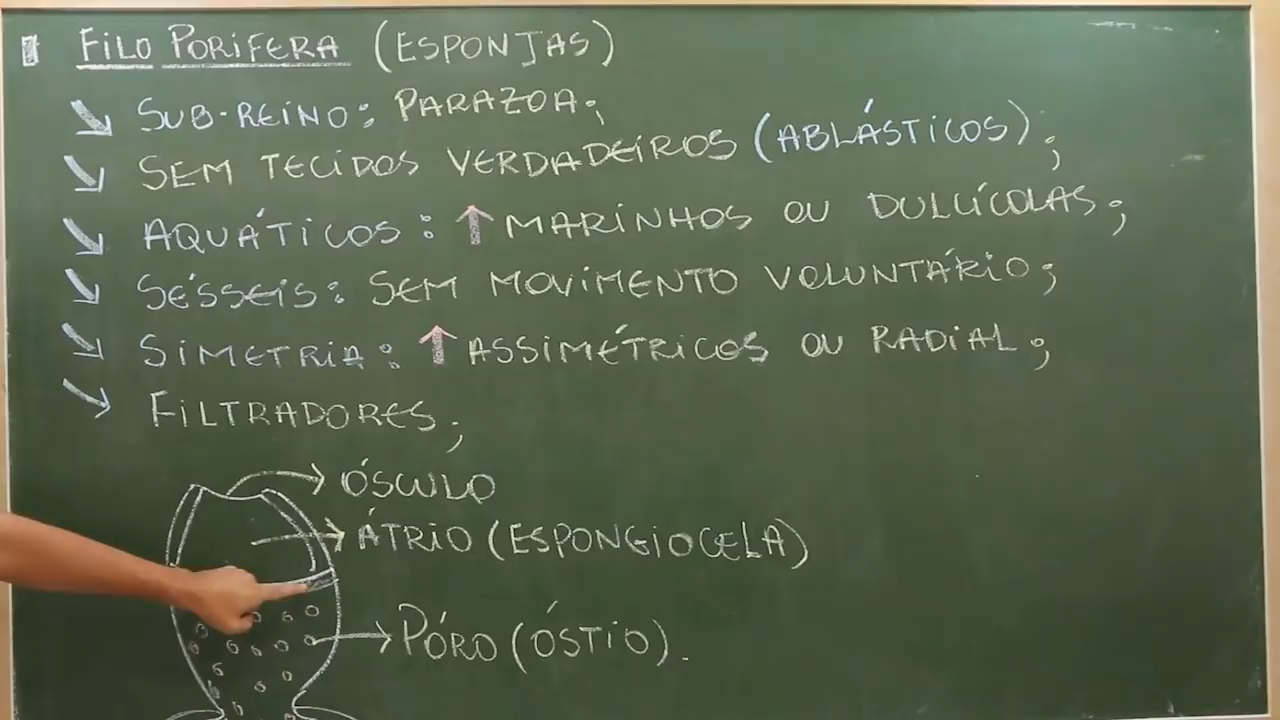 FILO PORIFERA (ESPONJAS)
SUB-REINO: PARAZOA;
SEM TECIDOS VERDADEIROS (ABLÁSTICOS);
AQUÁTICOS: ↑ MARINHOS OU DULCÍCOLAS;
SÉSSEIS: SEM MOVIMENTO VOLUNTÁRIO;
SIMETRIA: ↑ ASSIMÉTRICOS OU RADIAL;
FILTRADORES;
ÓSCULO
ÁTRIO (ESPONGIOCELA)
PÓRO (ÓSTIO).